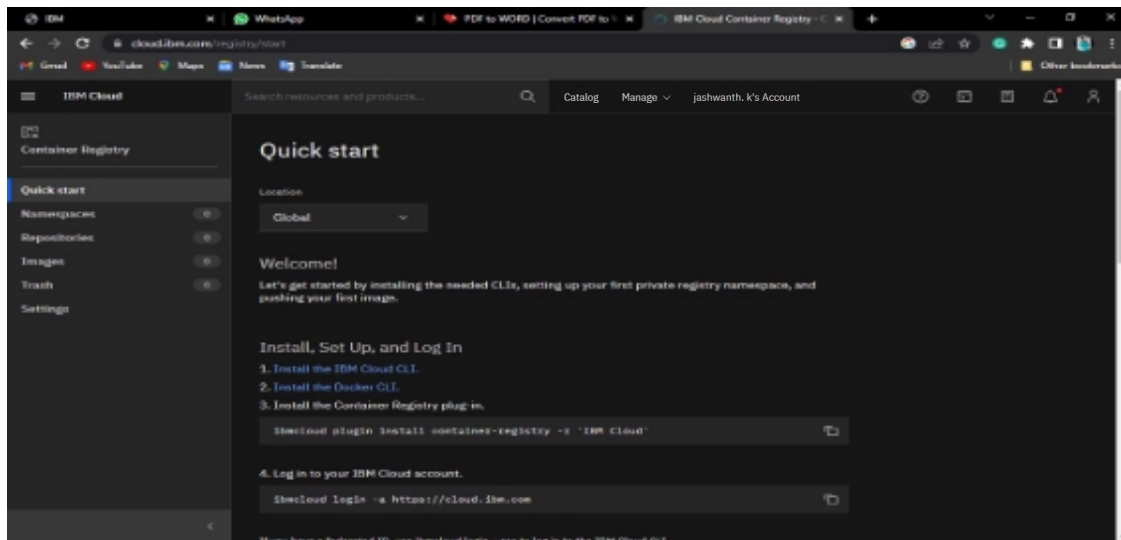 IBM
WhatsApp
PDF to WORD | Convert PDF to
IBM Cloud Container Registry - C
cloud.ibm.com/registry/start
Gmail
YouTube
Maps
News
Translate
Other bookmarks
IBM Cloud
Search resources and products...
Catalog
Manage
jashwanth. k's Account
Container Registry
Quick start
Namespaces 0
Repositories 0
Images 0
Trash 0
Settings
Quick start
Location
Global
Welcome!
Let's get started by installing the needed CLIs, setting up your first private registry namespace, and
pushing your first image.
Install, Set Up, and Log In
1. Install the IBM Cloud CLI.
2. Install the Docker CLI.
3. Install the Container Registry plug-in.
ibmcloud plugin install container-registry -r 'IBM Cloud'
4. Log in to your IBM Cloud account.
ibmcloud login -a https://cloud.ibm.com